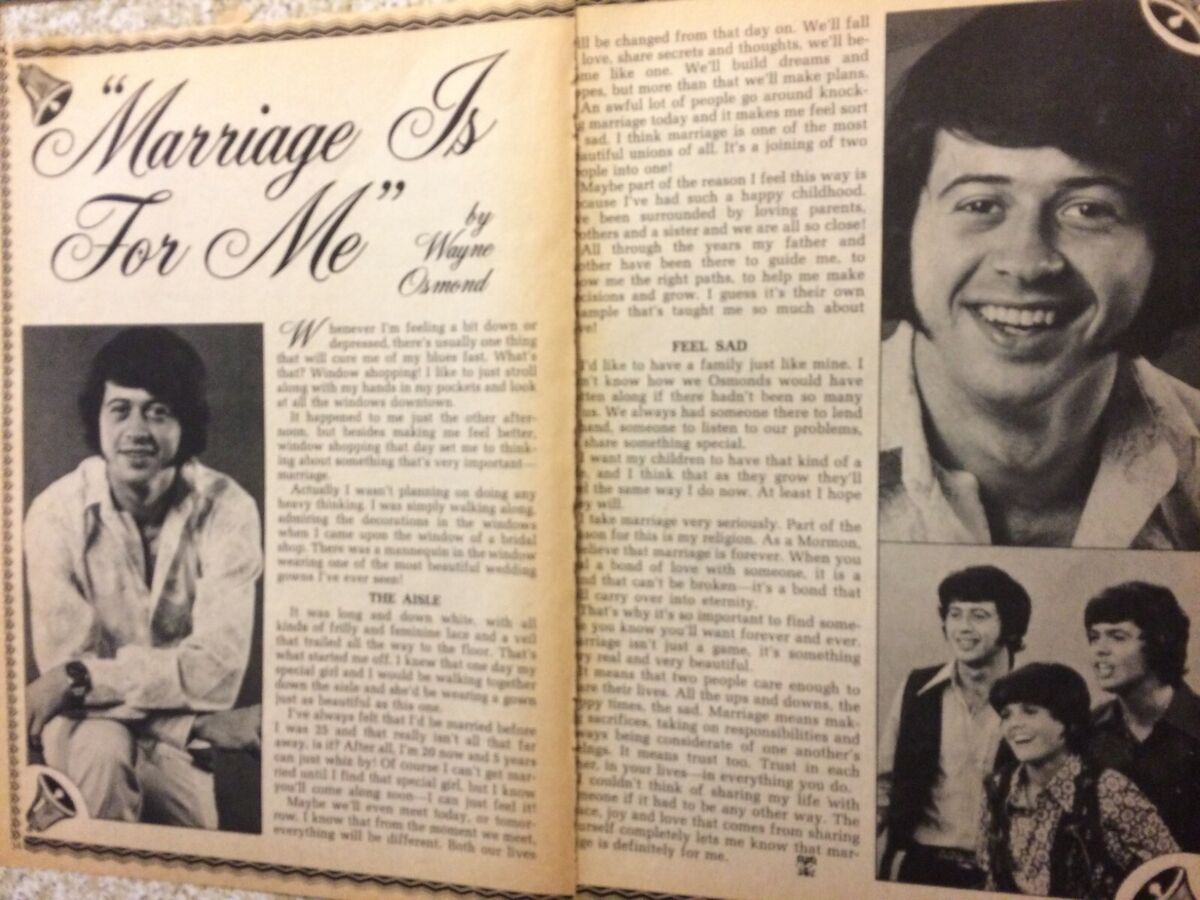 "Marriage Is
For Me"
by
Wayne
Osmond
Whenever I'm feeling a bit down or
depressed, there's usually one thing
that will cure me of my blues fast. What's
that? Window shopping! I like to just stroll
along with my hands in my pockets and look
at all the windows downtown.
It happened to me just the other after-
noon, but besides making me feel better,
window shopping that day set me to think-
ing about something that's very important—
marriage.
Actually I wasn't planning on doing any
heavy thinking. I was simply walking along,
admiring the decorations in the windows
when I came upon the window of a bridal
shop. There was a mannequin in the window
wearing one of the most beautiful wedding
gowns I've ever seen!
THE AISLE
It was long and down white, with all
kinds of frilly and feminine lace and a veil
that trailed all the way to the floor. That's
what started me off. I knew that one day my
special girl and I would be walking together
down the aisle and she'd be wearing a gown
just as beautiful as this one.
I've always felt that I'd be married before
I was 25 and that really isn't all that far
away, is it? After all, I'm 20 now and 5 years
can just whiz by! Of course I can't get mar-
ried until I find that special girl, but I know
you'll come along soon—I can just feel it!
Maybe we'll even meet today, or tomor-
row. I know that from the moment we meet,
everything will be different. Both our lives
ll be changed from that day on. We'll fall
love, share secrets and thoughts, we'll be-
me like one. We'll build dreams and
pes, but more than that we'll make plans.
An awful lot of people go around knock-
g marriage today and it makes me feel sort
sad. I think marriage is one of the most
autiful unions of all. It's a joining of two
ople into one!
Maybe part of the reason I feel this way is
cause I've had such a happy childhood.
e been surrounded by loving parents,
others and a sister and we are all so close!
All through the years my father and
other have been there to guide me, to
ow me the right paths, to help me make
cisions and grow. I guess it's their own
ample that's taught me so much about
ve!
FEEL SAD
I'd like to have a family just like mine. I
n't know how we Osmonds would have
tten along if there hadn't been so many
us. We always had someone there to lend
hand, someone to listen to our problems,
share something special.
I want my children to have that kind of a
e, and I think that as they grow they'll
l the same way I do now. At least I hope
ey will.
I take marriage very seriously. Part of the
son for this is my religion. As a Mormon,
elieve that marriage is forever. When you
d a bond of love with someone, it is a
nd that can't be broken—it's a bond that
l carry over into eternity.
That's why it's so important to find some-
e you know you'll want forever and ever.
rriage isn't just a game, it's something
ry real and very beautiful.
It means that two people care enough to
are their lives. All the ups and downs, the
ppy times, the sad. Marriage means mak-
g sacrifices, taking on responsibilities and
ways being considerate of one another's
elings. It means trust too. Trust in each
her, in your lives—in everything you do.
I couldn't think of sharing my life with
meone if it had to be any other way. The
ace, joy and love that comes from sharing
urself completely lets me know that mar-
ge is definitely for me.